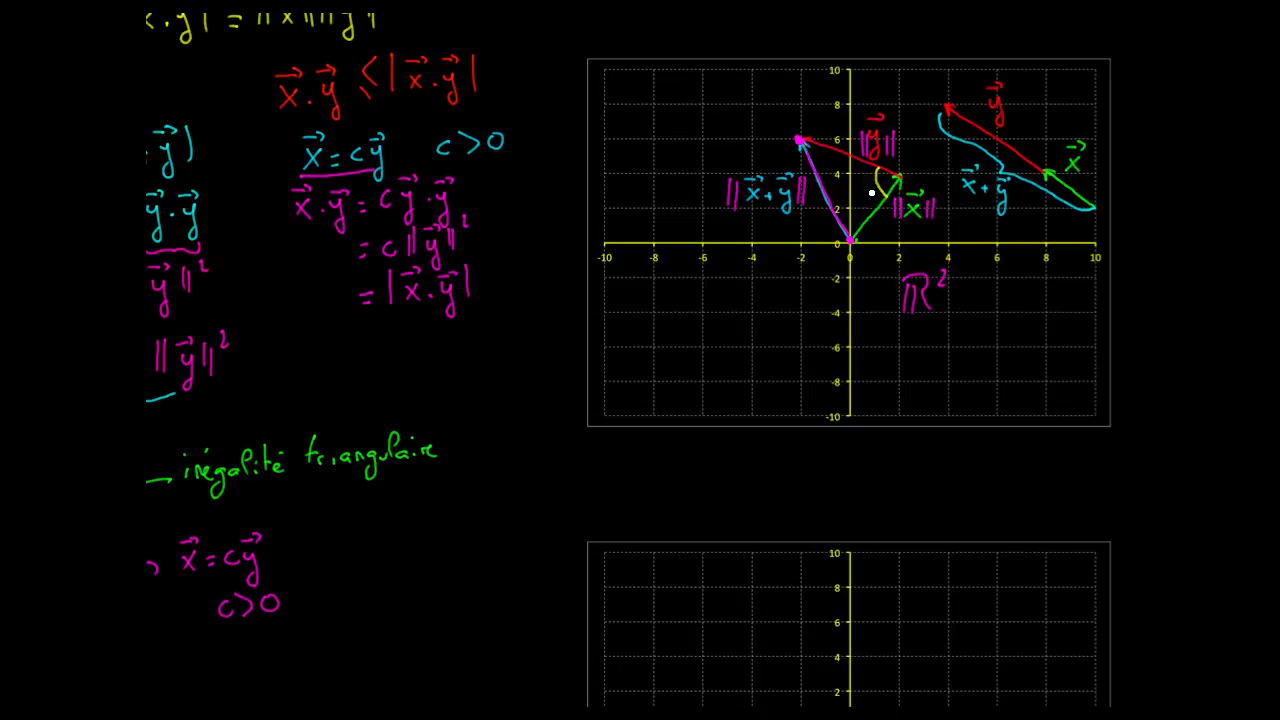 x⃗ · y⃗| = ||x⃗|| ||y⃗||
x⃗ · y⃗ ≤ |x⃗ · y⃗|
· y⃗)
x⃗ = cy⃗ c > 0
y⃗ · y⃗
x⃗ · y⃗ = cy⃗ · y⃗
= c||y⃗||²
y⃗||²
= |x⃗ · y⃗|
||y⃗||²
→ inégalité triangulaire
x⃗ = cy⃗
c > 0
10
8
6
4
2
0
-2
-4
-6
-8
-10
-10 -8 -6 -4 -2 0 2 4 6 8 10
y⃗
||y⃗||
x⃗
||x⃗ + y⃗||
||x⃗||
x⃗ + y⃗
ℝ²
10
8
6
4
2